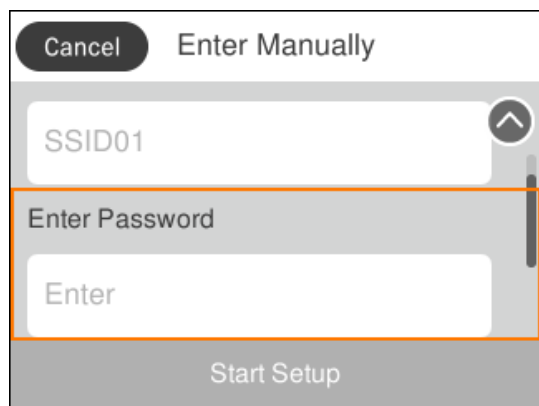 Cancel Enter Manually
SSID01
Enter Password
Enter
Start Setup